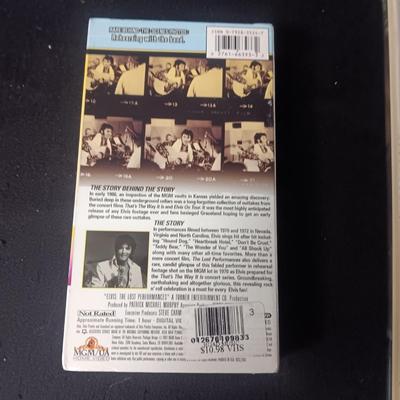 RARE BEHIND-THE-SCENES PHOTOS:
Rehearsing with the band.
THE STORY BEHIND THE STORY
In early 1986, an inspection of the MGM vaults in Kansas yielded an amazing discovery.
Buried deep in these underground cellars was a long-forgotten collection of outtakes from
the concert films That's The Way It Is and Elvis On Tour. It was the most highly anticipated
release of any Elvis footage ever and fans besieged Graceland hoping to get an early
glimpse of these rare outtakes.
THE STORY
In performances filmed between 1970 and 1972 in Nevada,
Virginia and North Carolina, Elvis sings hit after hit including
"Hound Dog," "Heartbreak Hotel," "Don't Be Cruel,"
"Teddy Bear," "The Wonder of You" and "All Shook Up"
along with many other all-time favorites. More than a mere
concert film, The Lost Performances also delivers a
rare, candid glimpse of this fabled performer in rehearsal
footage shot on the MGM lot in 1970 as Elvis prepared for
the That's The Way It Is concert series. Groundbreaking,
earthshaking and altogether glorious, this revealing rock
'n' roll celebration is a must for every Elvis fan!
"ELVIS: THE LOST PERFORMANCES" A TURNER ENTERTAINMENT CO. Production
Produced by PATRICK MICHAEL MURPHY
Executive Producer STEVE
Not Rated
Approximate Running Time: 1 hour
MGM/UA
HOME VIDEO
3
$10.98 VHS